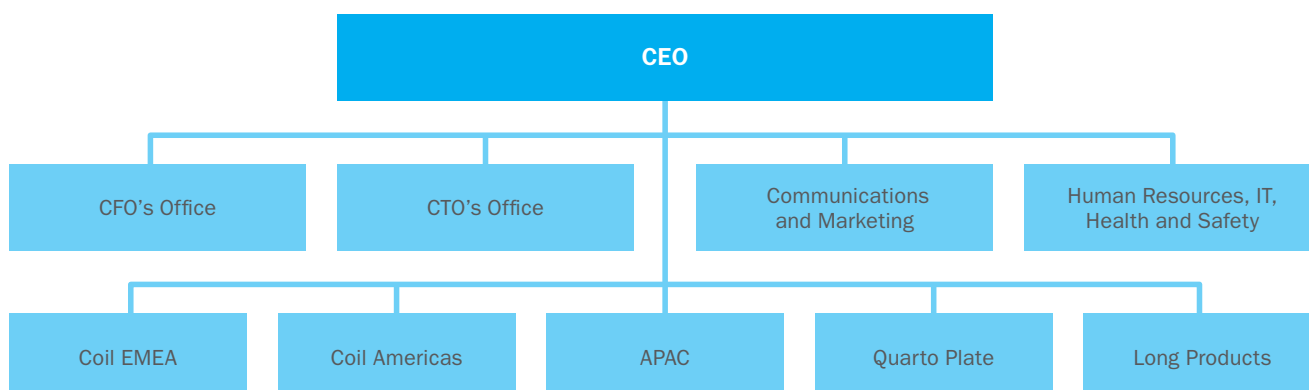 CEO
CFO’s Office
CTO’s Office
Communications
and Marketing
Human Resources, IT,
Health and Safety
Coil EMEA
Coil Americas
APAC
Quarto Plate
Long Products